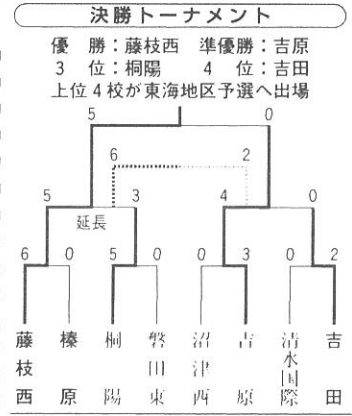 決勝トーナメント
優　勝：藤枝西　準優勝：吉原
3　位：桐陽　4　位：吉田
上位4校が東海地区予選へ出場
5 0
6 2
5 3 4 0
延長
6 0 5 0 0 3 0 2
藤枝西
榛原
桐陽
磐田東
沼津西
吉原
清水国際
吉田